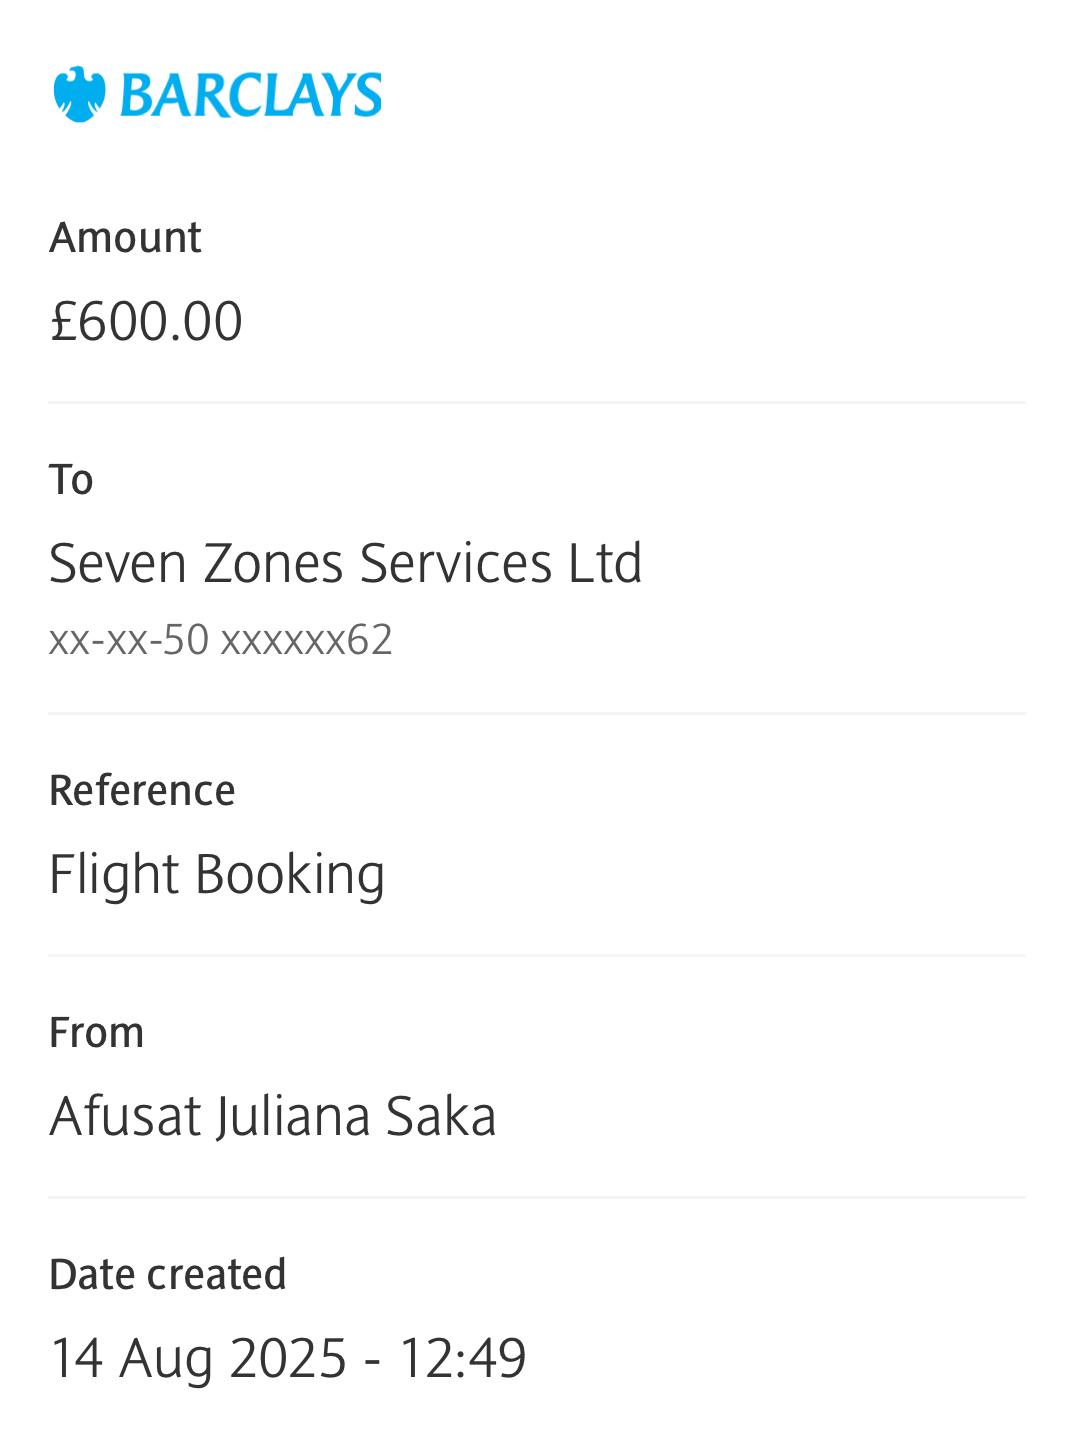 BARCLAYS
Amount
£600.00
To
Seven Zones Services Ltd
xx-xx-50 xxxxxx62
Reference
Flight Booking
From
Afusat Juliana Saka
Date created
14 Aug 2025 - 12:49